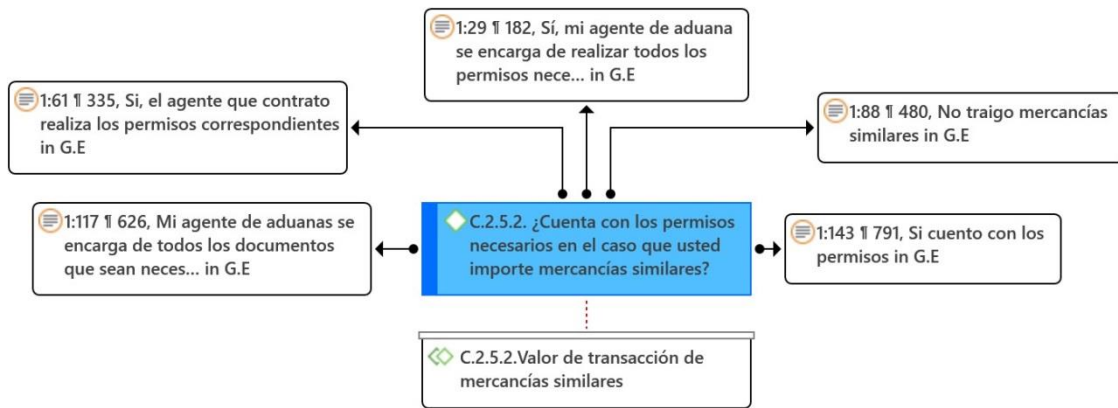 1:29 ¶ 182, Sí, mi agente de aduana
se encarga de realizar todos los
permisos nece... in G.E
1:61 ¶ 335, Si, el agente que contrato
realiza los permisos correspondientes
in G.E
1:88 ¶ 480, No traigo mercancías
similares in G.E
1:117 ¶ 626, Mi agente de aduanas se
encarga de todos los documentos
que sean neces... in G.E
C.2.5.2. ¿Cuenta con los permisos
necesarios en el caso que usted
importe mercancías similares?
1:143 ¶ 791, Si cuento con los
permisos in G.E
C.2.5.2.Valor de transacción de
mercancías similares